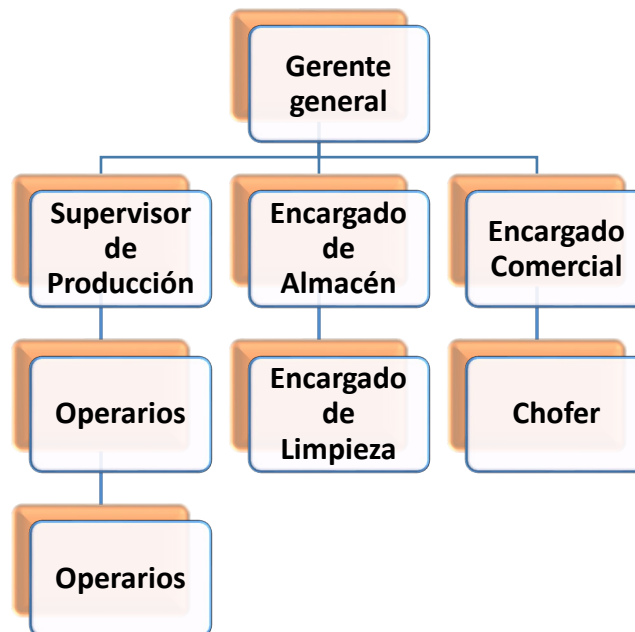 Gerente
general
Supervisor
de
Producción
Encargado
de
Almacén
Encargado
Comercial
Operarios
Encargado
de
Limpieza
Chofer
Operarios